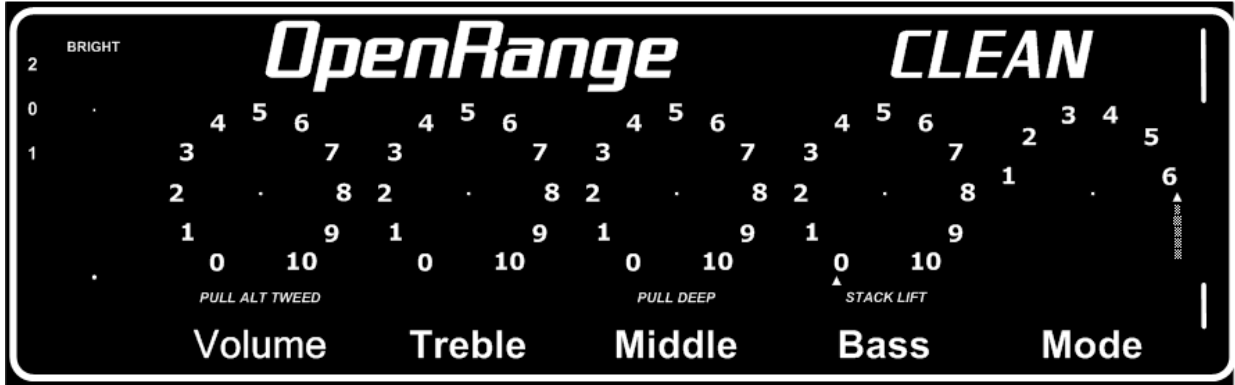 OpenRange CLEAN
BRIGHT
2
0
1
0 1 2 3 4 5 6 7 8 9 10
0 1 2 3 4 5 6 7 8 9 10
0 1 2 3 4 5 6 7 8 9 10
0 1 2 3 4 5 6 7 8 9 10
1 2 3 4 5 6
PULL ALT TWEED PULL DEEP STACK LIFT
Volume Treble Middle Bass Mode